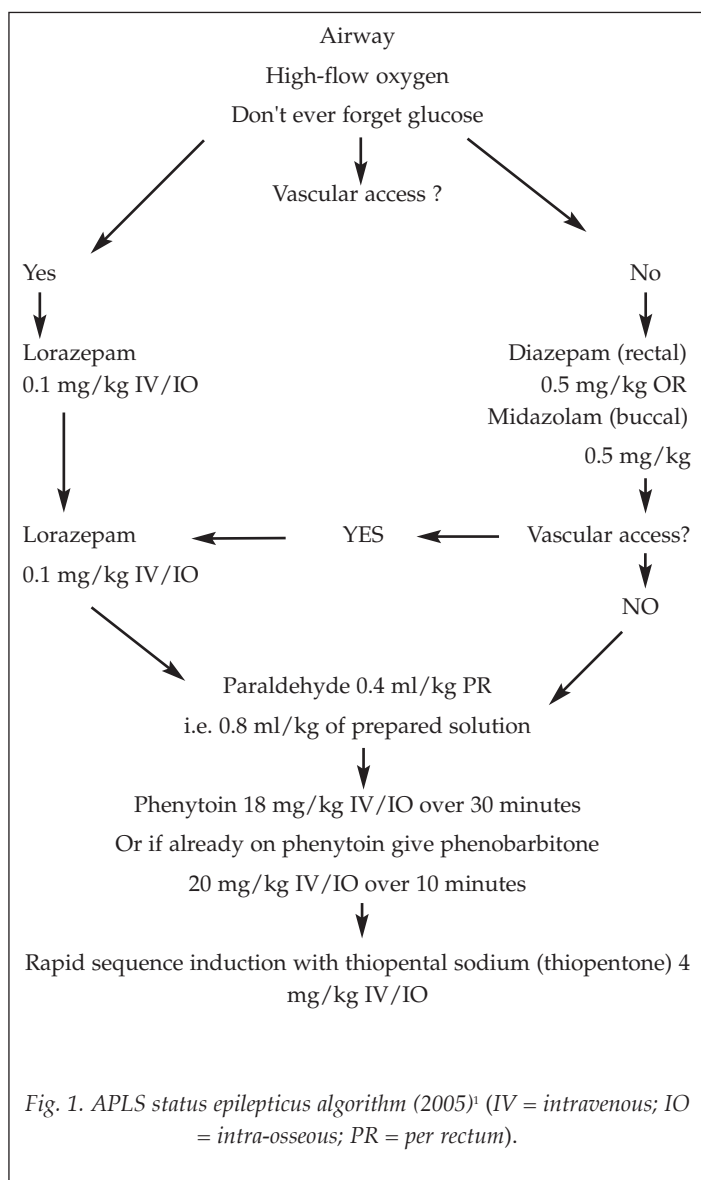 Airway
High-flow oxygen
Don't ever forget glucose
Vascular access ?
Yes
No
Lorazepam
0.1 mg/kg IV/IO
Diazepam (rectal)
0.5 mg/kg OR
Midazolam (buccal)
0.5 mg/kg
Lorazepam
0.1 mg/kg IV/IO
YES
Vascular access?
NO
Paraldehyde 0.4 ml/kg PR
i.e. 0.8 ml/kg of prepared solution
Phenytoin 18 mg/kg IV/IO over 30 minutes
Or if already on phenytoin give phenobarbitone
20 mg/kg IV/IO over 10 minutes
Rapid sequence induction with thiopental sodium (thiopentone) 4
mg/kg IV/IO
Fig. 1. APLS status epilepticus algorithm (2005)¹ (IV = intravenous; IO
= intra-osseous; PR = per rectum).